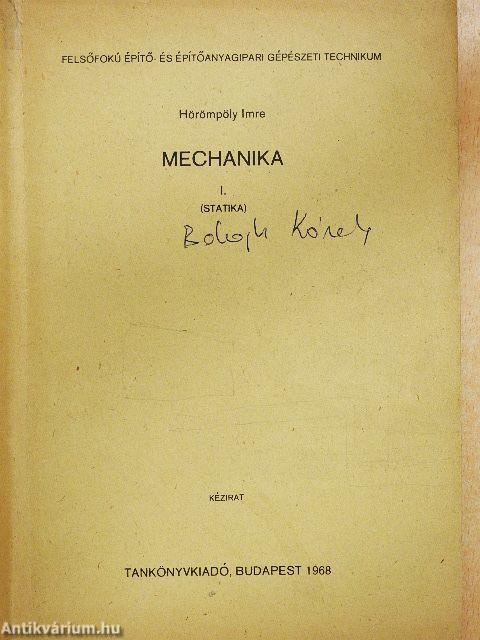 FELSŐFOKÚ ÉPÍTŐ- ÉS ÉPÍTŐANYAGIPARI GÉPÉSZETI TECHNIKUM
Hörömpöly Imre
MECHANIKA
I.
(STATIKA)
KÉZIRAT
TANKÖNYVKIADÓ, BUDAPEST 1968
Antikvárium.hu